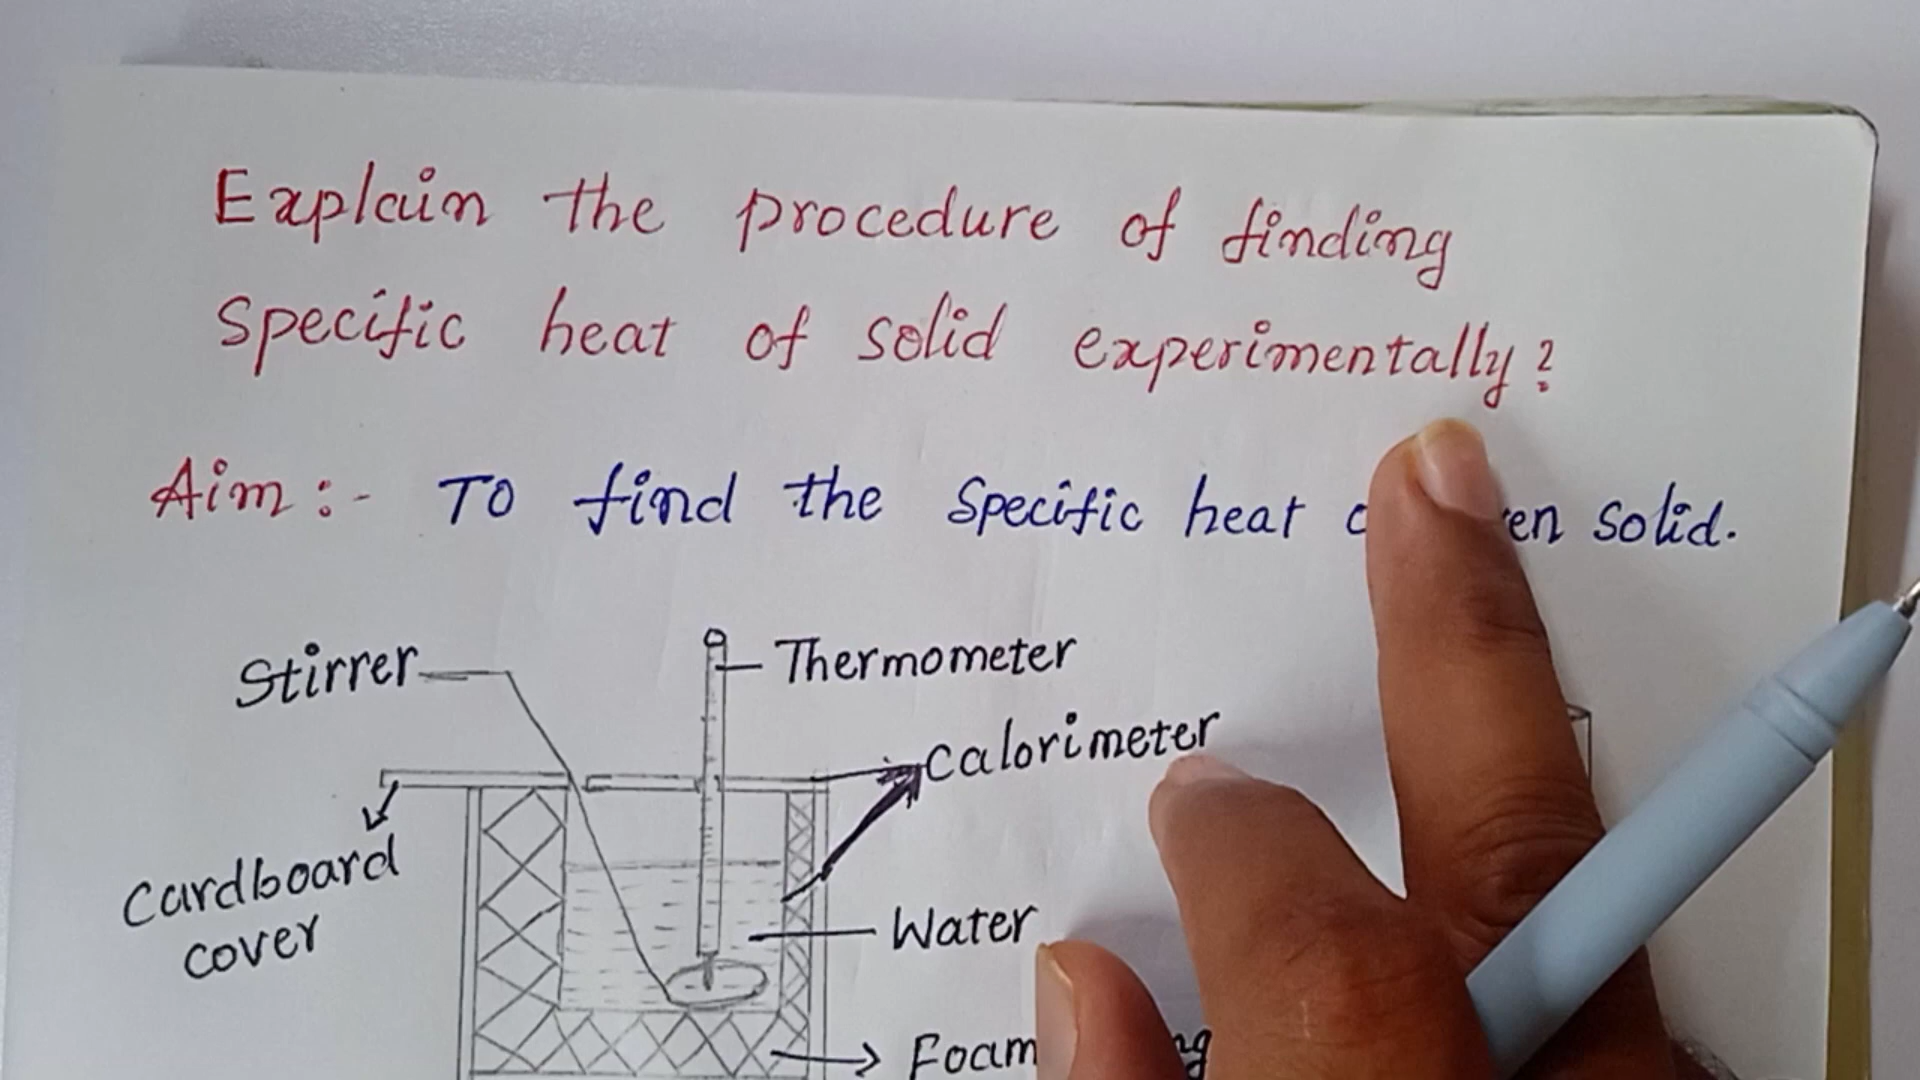 Explain the procedure of finding
Specific heat of solid experimentally?
Aim :- To find the Specific heat solid.
Stirrer
Thermometer
Calorimeter
Cardboard
cover
Water
Foam